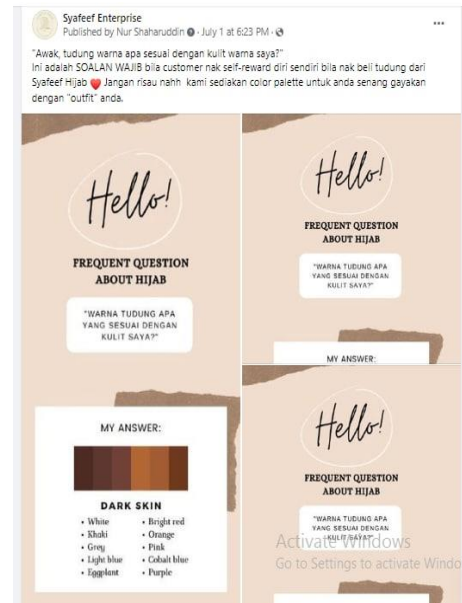 Syafeef Enterprise
Published by Nur Shaharuddin · July 1 at 6:23 PM ·
"Awak, tudung warna apa sesuai dengan kulit warna saya?"
Ini adalah SOALAN WAJIB bila customer nak self-reward diri sendiri bila nak beli tudung dari
Syafeef Hijab ❤️ Jangan risau nahh kami sediakan color palette untuk anda senang gayakan
dengan "outfit" anda.
Hello!
FREQUENT QUESTION
ABOUT HIJAB
"WARNA TUDUNG APA
YANG SESUAI DENGAN
KULIT SAYA?"
MY ANSWER:
DARK SKIN
• White
• Khaki
• Grey
• Light blue
• Eggplant
• Bright red
• Orange
• Pink
• Cobalt blue
• Purple
Hello!
FREQUENT QUESTION
ABOUT HIJAB
"WARNA TUDUNG APA
YANG SESUAI DENGAN
KULIT SAYA?"
MY ANSWER:
Hello!
FREQUENT QUESTION
ABOUT HIJAB
"WARNA TUDUNG APA
YANG SESUAI DENGAN
KULIT SAYA?"
Activate Windows
Go to Settings to activate Windo